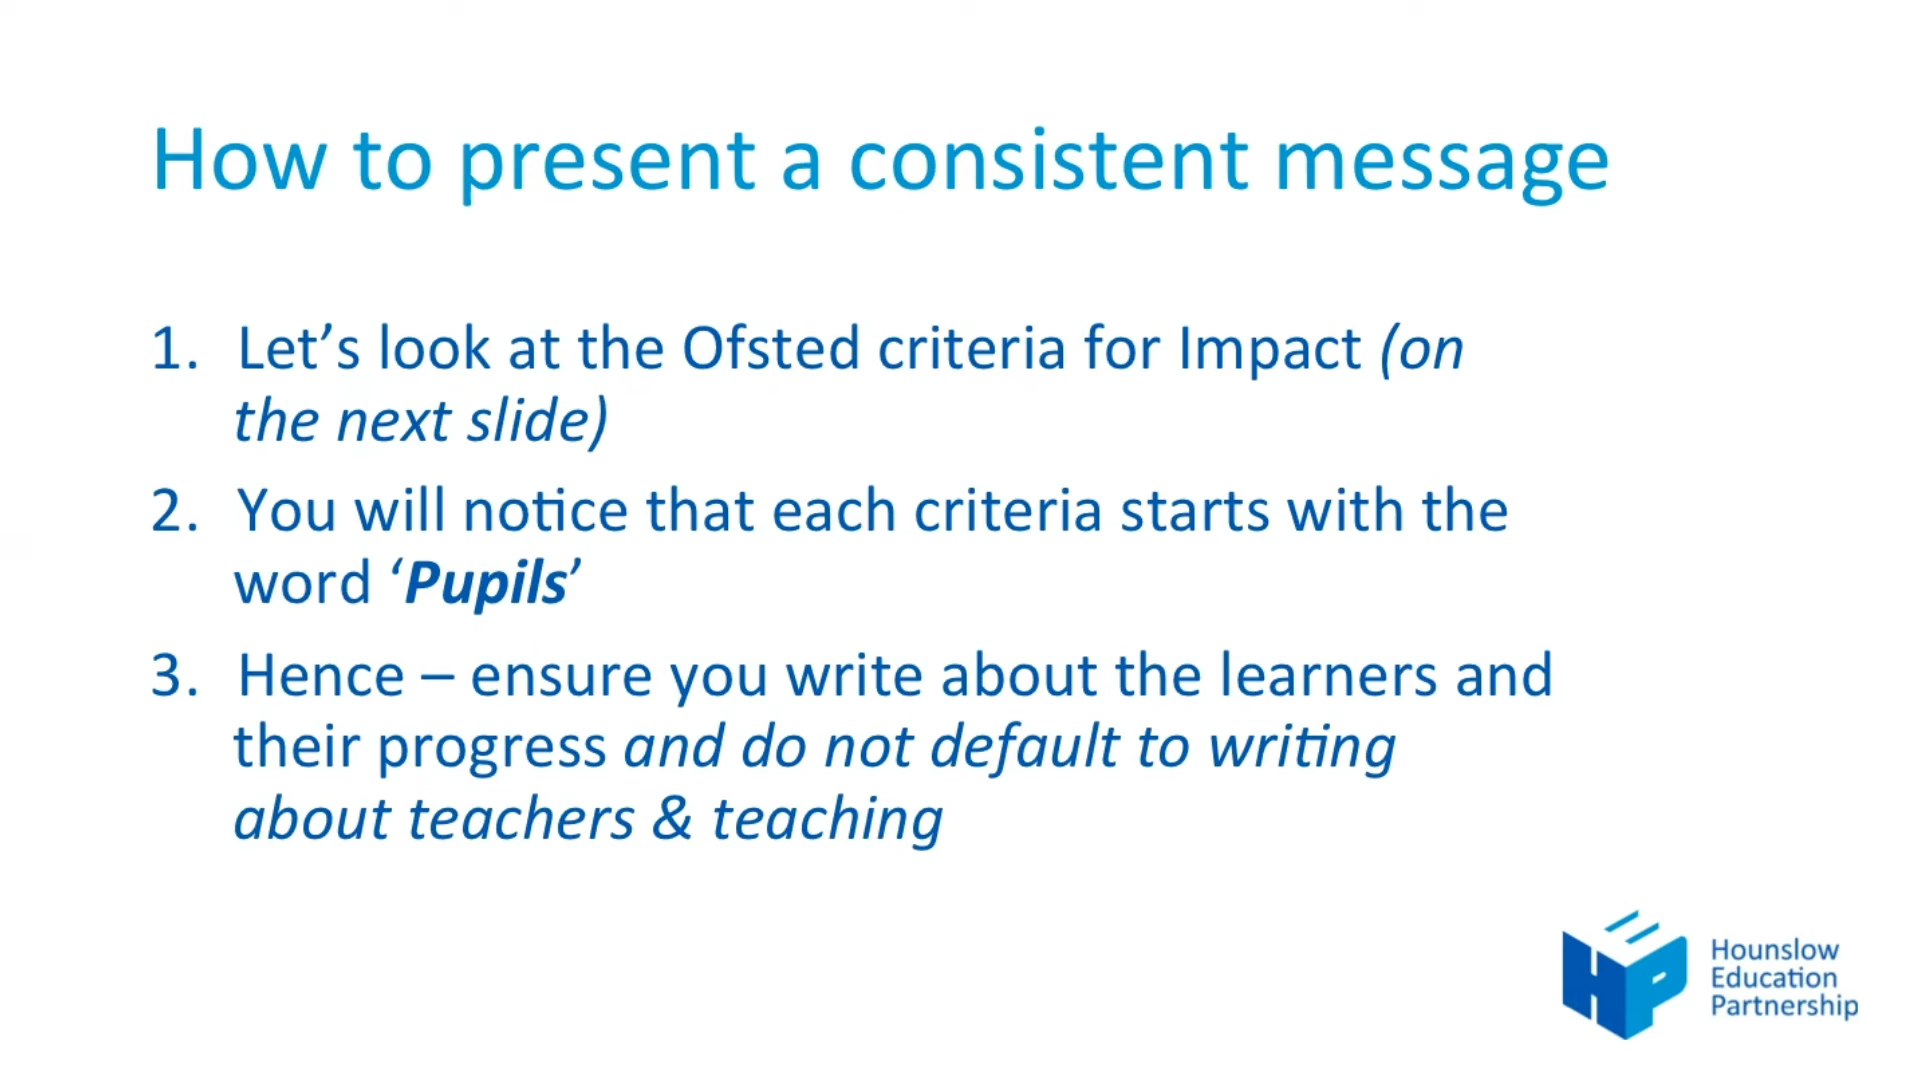 How to present a consistent message
1. Let’s look at the Ofsted criteria for Impact (on
the next slide)
2. You will notice that each criteria starts with the
word ‘Pupils’
3. Hence – ensure you write about the learners and
their progress and do not default to writing
about teachers & teaching
HEP
Hounslow
Education
Partnership